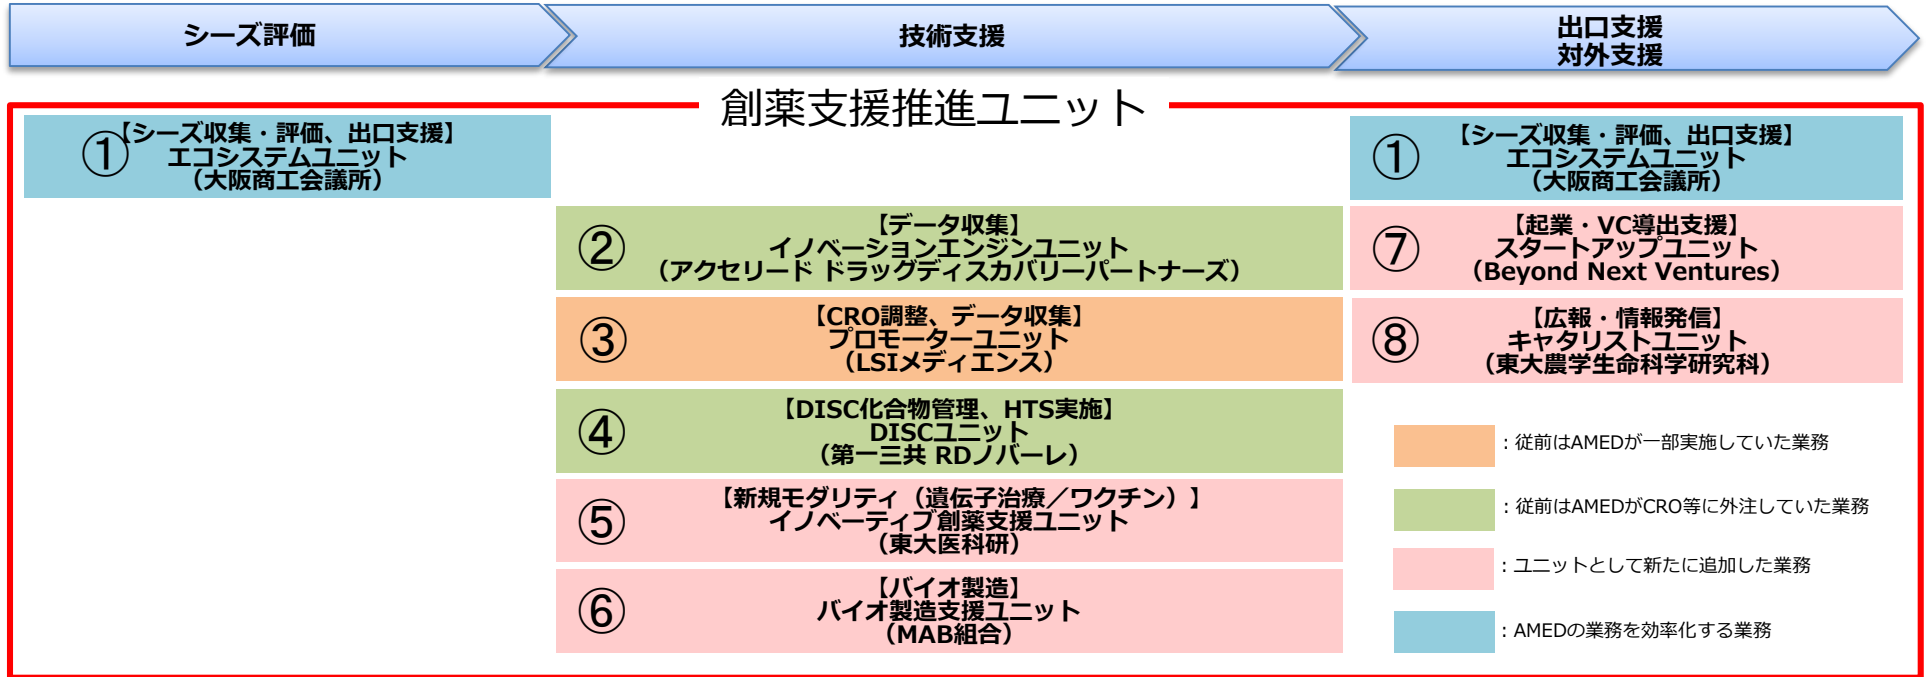 シーズ評価
技術支援
出口支援
対外支援
創薬支援推進ユニット
①
【シーズ収集・評価、出口支援】
エコシステムユニット
（大阪商工会議所）
②
【データ収集】
イノベーションエンジンユニット
（アクセリード ドラッグディスカバリーパートナーズ）
③
【CRO調整、データ収集】
プロモーターユニット
（LSIメディエンス）
④
【DISC化合物管理、HTS実施】
DISCユニット
（第一三共 RDノバーレ）
⑤
【新規モダリティ（遺伝子治療／ワクチン）】
イノベーティブ創薬支援ユニット
（東大医科研）
⑥
【バイオ製造】
バイオ製造支援ユニット
（MAB組合）
①
【シーズ収集・評価、出口支援】
エコシステムユニット
（大阪商工会議所）
⑦
【起業・VC導出支援】
スタートアップユニット
（Beyond Next Ventures）
⑧
【広報・情報発信】
キャタリストユニット
（東大農学生命科学研究科）
：従前はAMEDが一部実施していた業務
：従前はAMEDがCRO等に外注していた業務
：ユニットとして新たに追加した業務
：AMEDの業務を効率化する業務